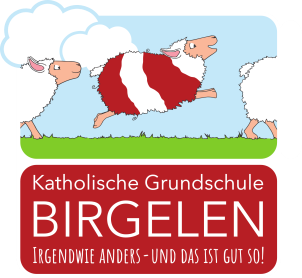 Katholische Grundschule
BIRGELEN
IRGENDWIE ANDERS - UND DAS IST GUT SO!